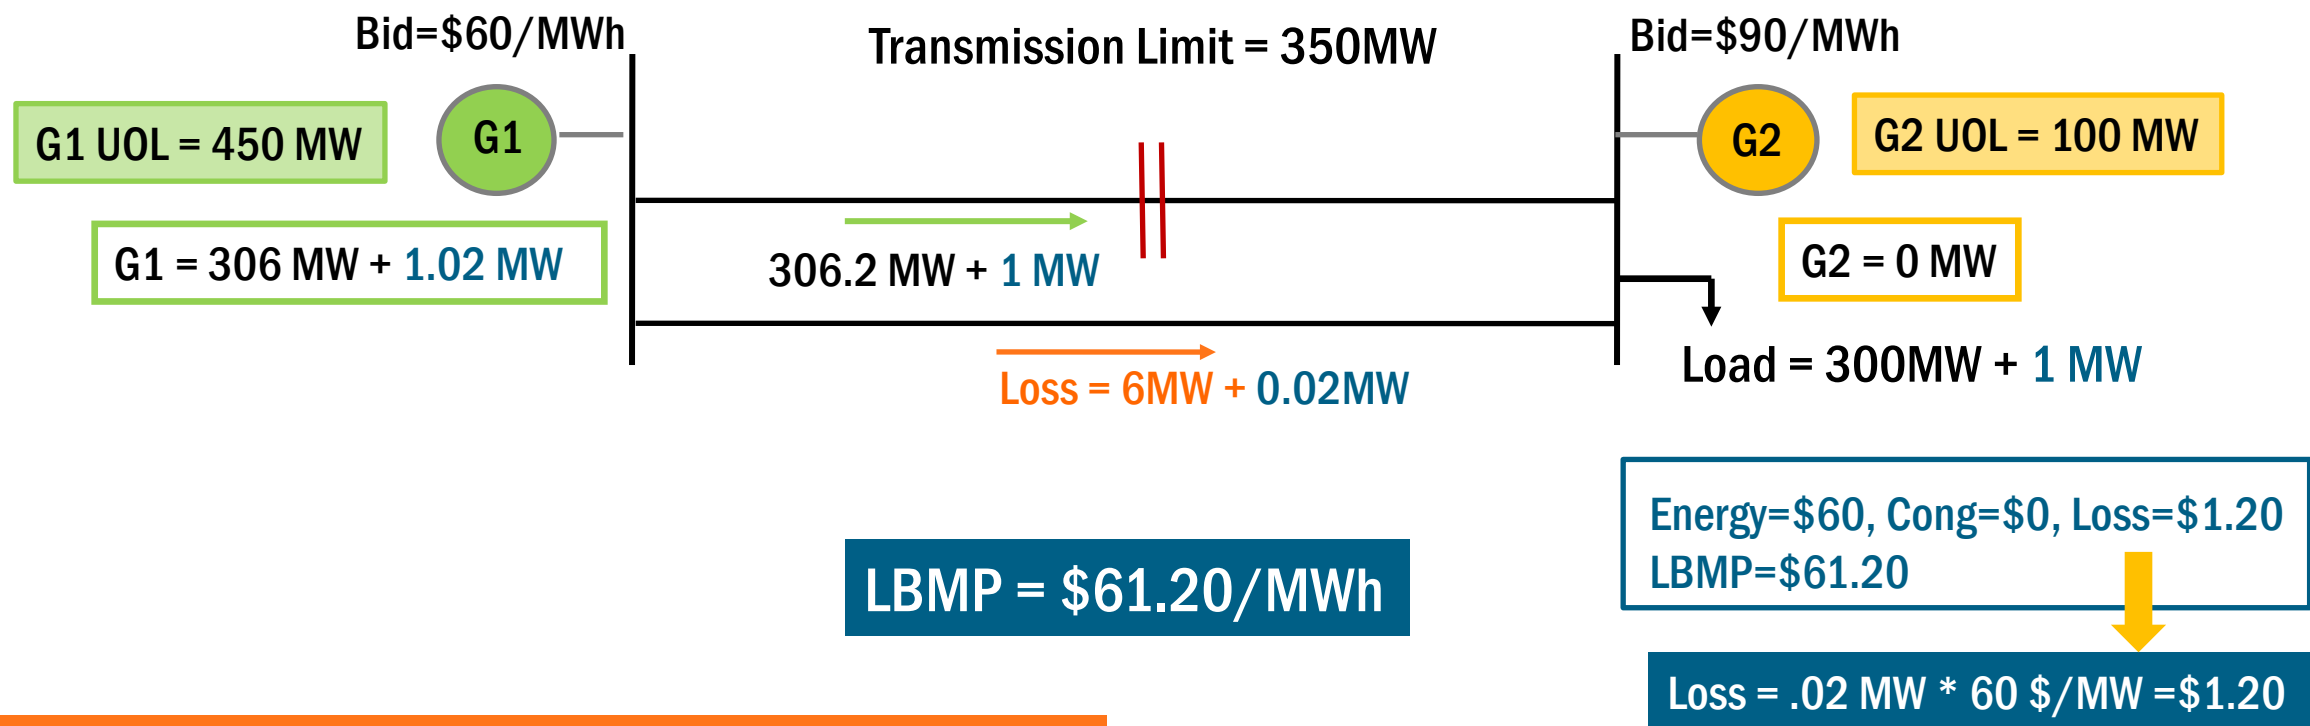 Bid=$60/MWh
Transmission Limit = 350MW
Bid=$90/MWh
G1 UOL = 450 MW
G1
G2
G2 UOL = 100 MW
G1 = 306 MW + 1.02 MW
306.2 MW + 1 MW
G2 = 0 MW
Load = 300MW + 1 MW
Loss = 6MW + 0.02MW
Energy=$60, Cong=$0, Loss=$1.20
LBMP=$61.20
LBMP = $61.20/MWh
Loss = .02 MW * 60 $/MW =$1.20